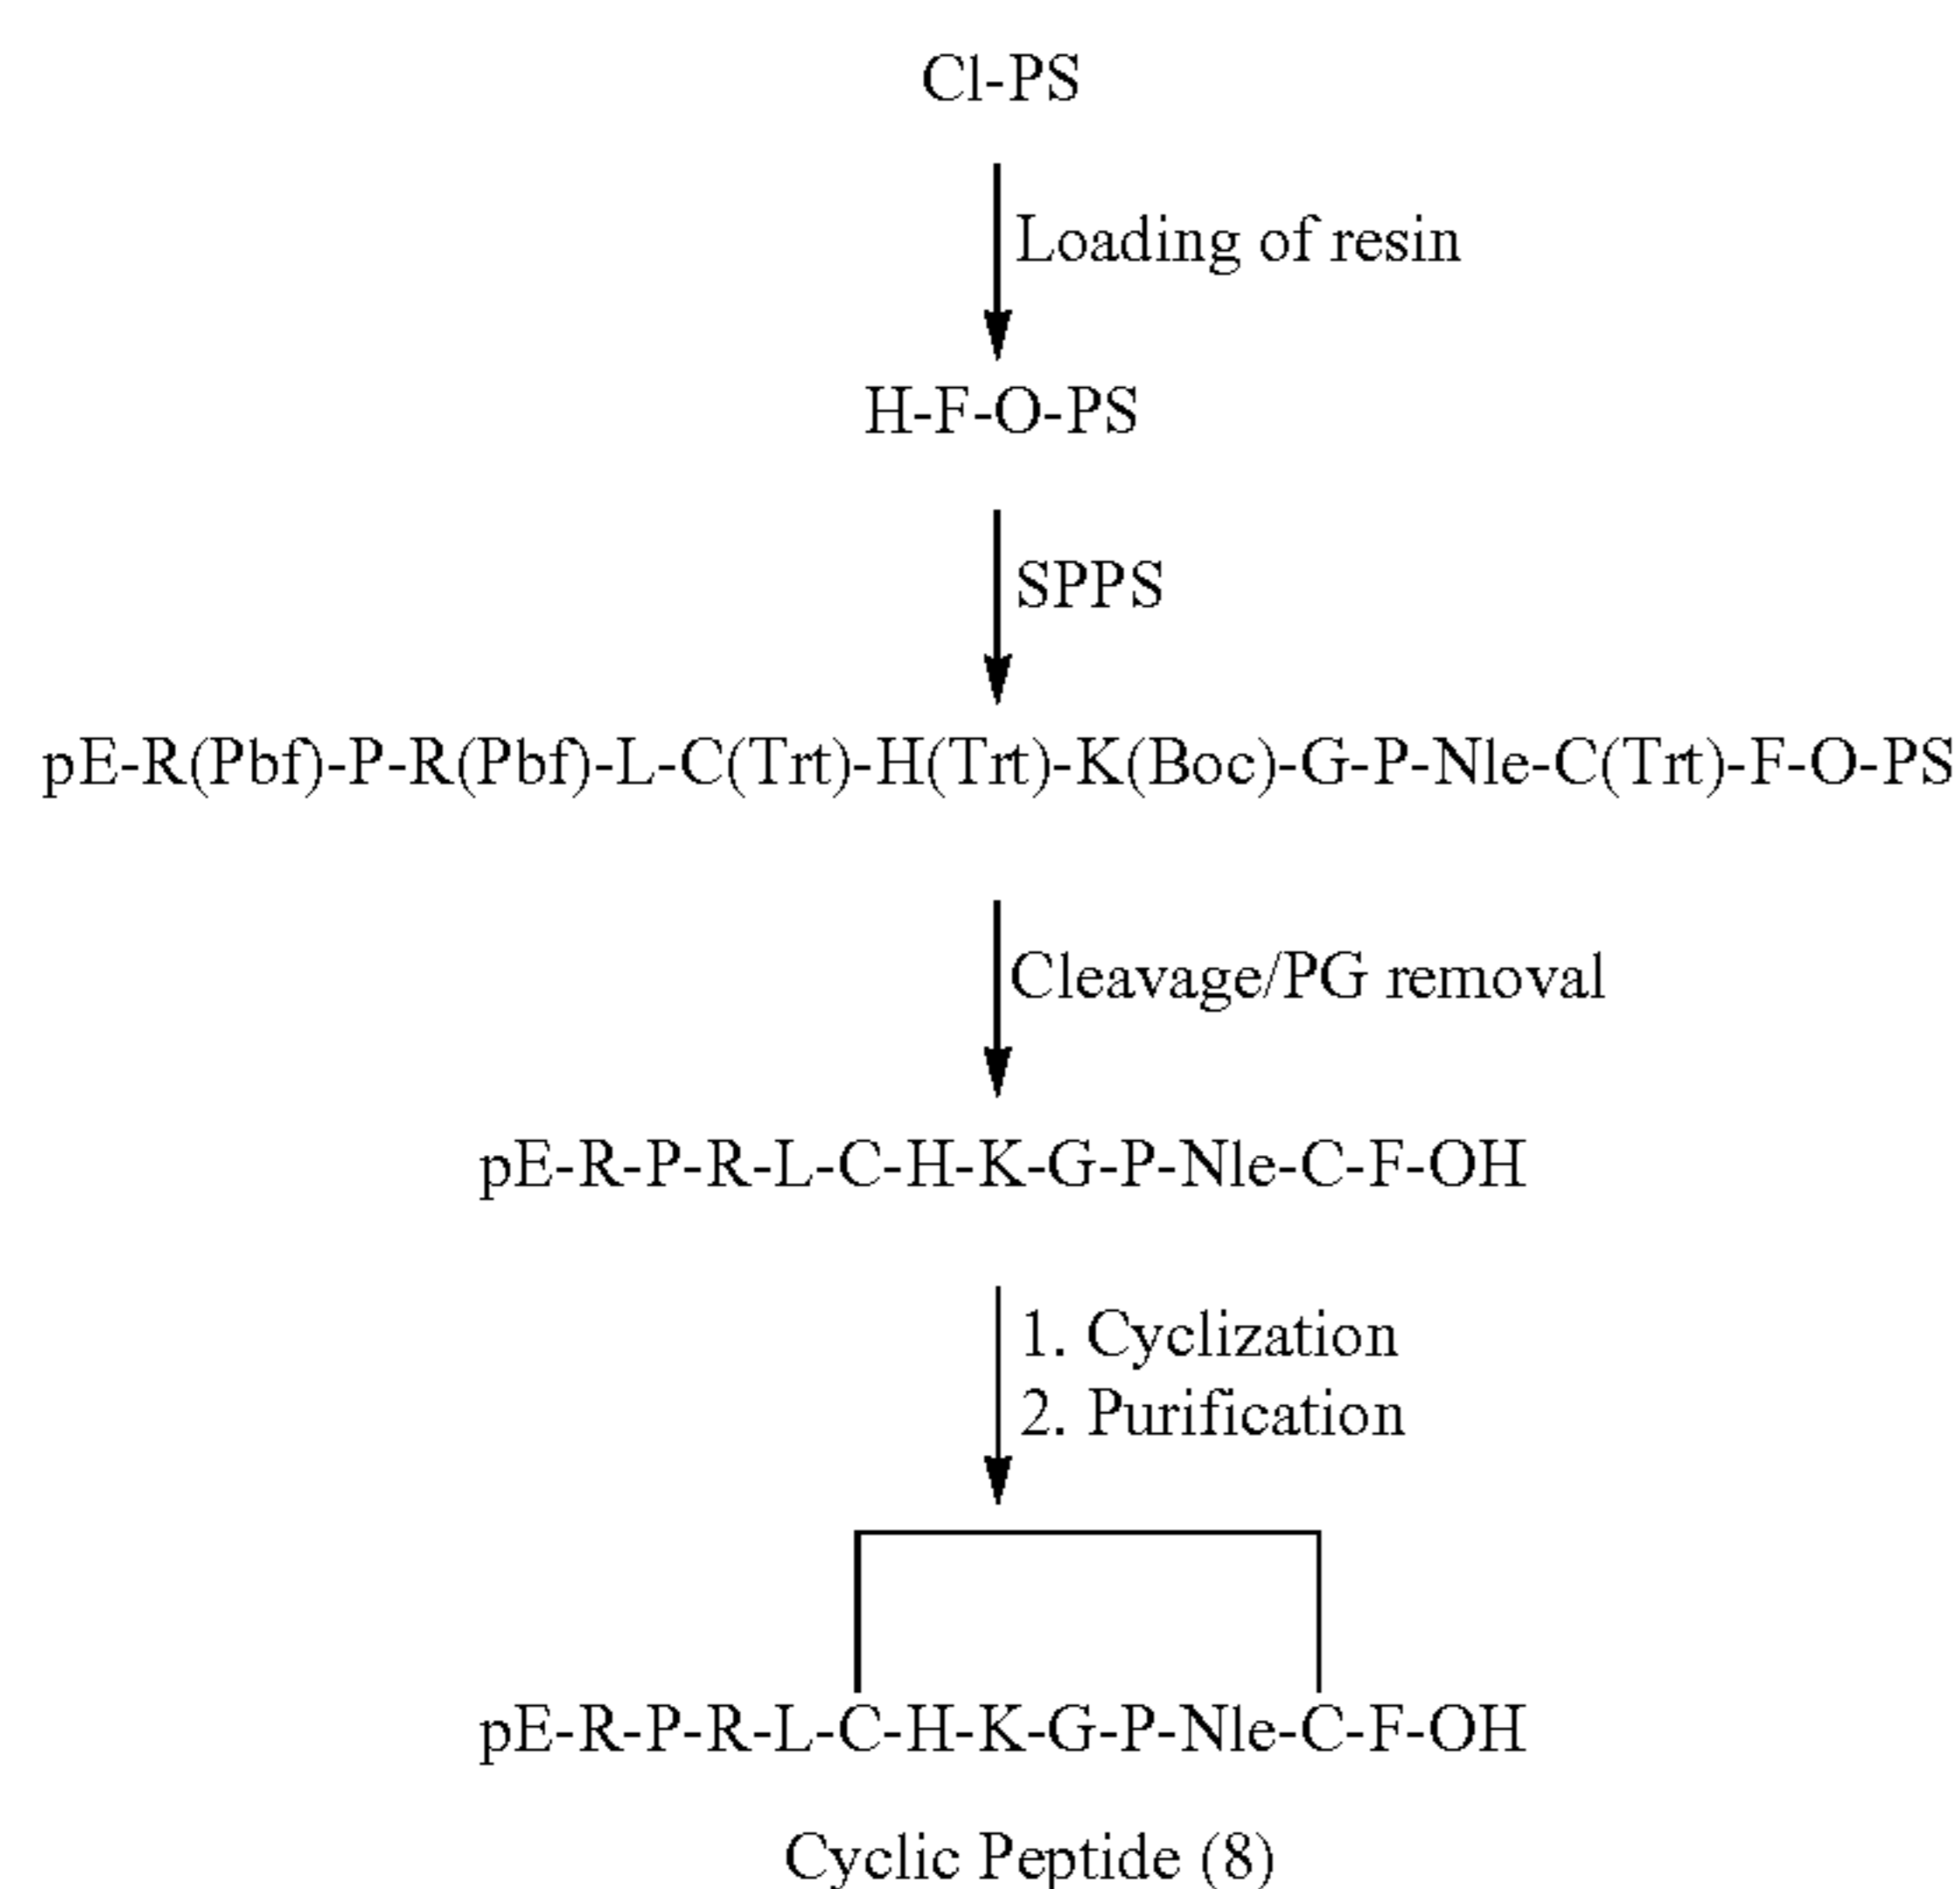 Cl-PS
Loading of resin
H-F-O-PS
SPPS
pE-R(Pbf)-P-R(Pbf)-L-C(Trt)-H(Trt)-K(Boc)-G-P-Nle-C(Trt)-F-O-PS
Cleavage/PG removal
pE-R-P-R-L-C-H-K-G-P-Nle-C-F-OH
1. Cyclization
2. Purification
pE-R-P-R-L-C-H-K-G-P-Nle-C-F-OH
Cyclic Peptide (8)